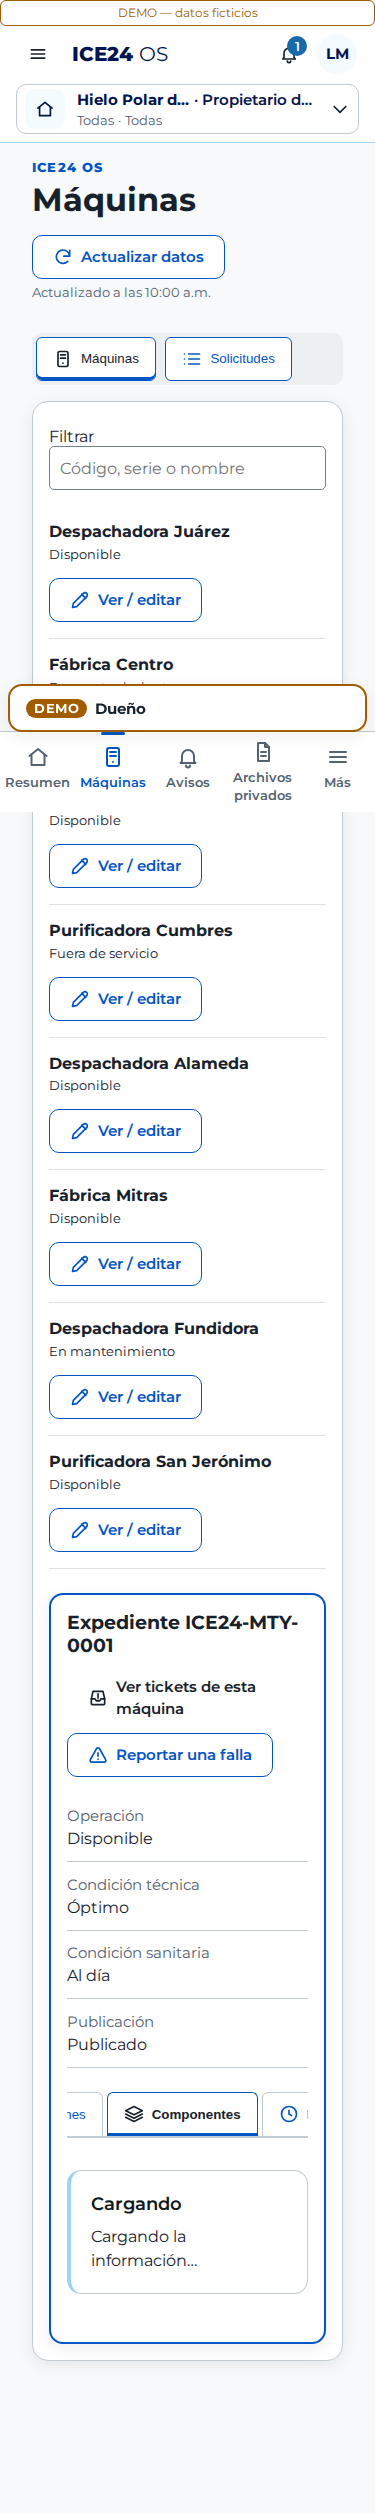 DEMO — datos ficticios
ICE24 OS
1
LM
Hielo Polar d... · Propietario d...
Todas · Todas
ICE24 OS
Máquinas
Actualizar datos
Actualizado a las 10:00 a.m.
Máquinas
Solicitudes
Filtrar
Código, serie o nombre
Despachadora Juárez
Disponible
Ver / editar
Fábrica Centro
DEMO Dueño
Resumen
Máquinas
Avisos
Archivos privados
Más
Disponible
Ver / editar
Purificadora Cumbres
Fuera de servicio
Ver / editar
Despachadora Alameda
Disponible
Ver / editar
Fábrica Mitras
Disponible
Ver / editar
Despachadora Fundidora
En mantenimiento
Ver / editar
Purificadora San Jerónimo
Disponible
Ver / editar
Expediente ICE24-MTY-
0001
Ver tickets de esta
máquina
Reportar una falla
Operación
Disponible
Condición técnica
Óptimo
Condición sanitaria
Al día
Publicación
Publicado
Componentes
Cargando
Cargando la
información...